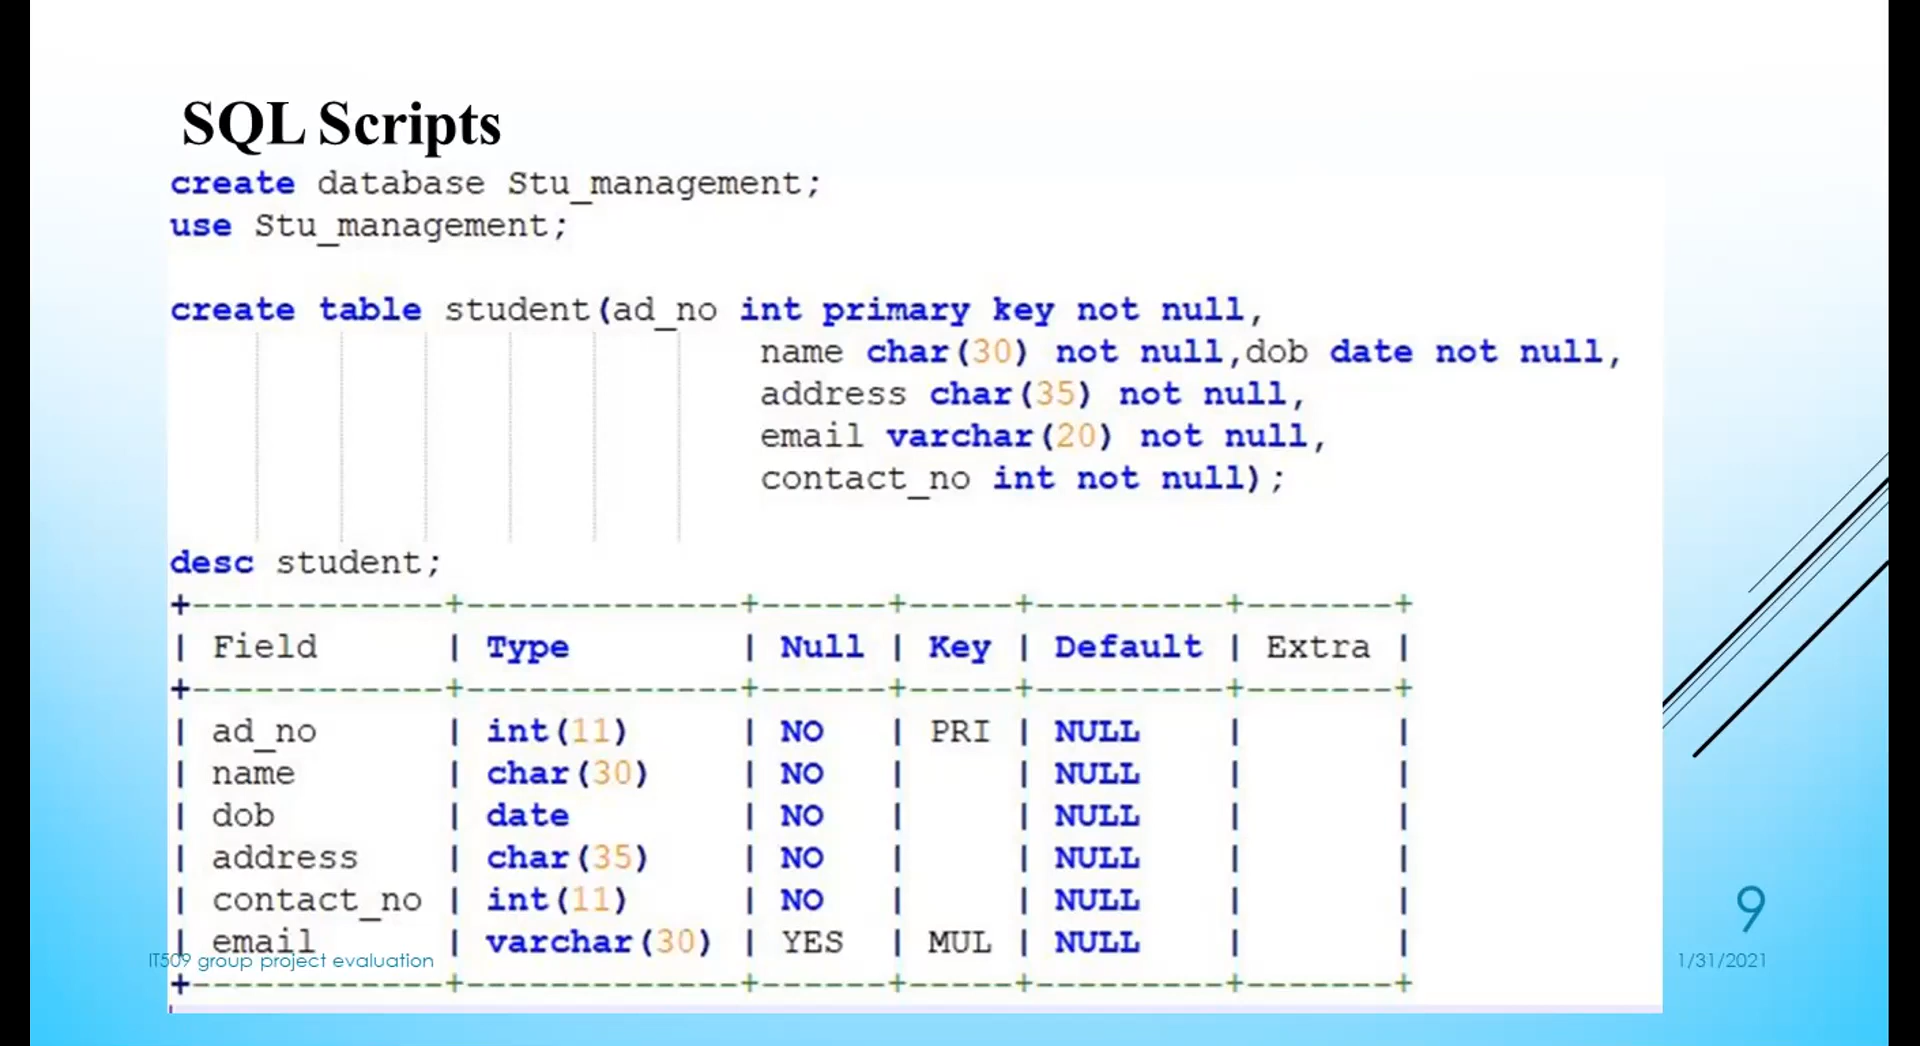 SQL Scripts
create database Stu_management;
use Stu_management;
create table student(ad_no int primary key not null,
name char(30) not null,dob date not null,
address char(35) not null,
email varchar(20) not null,
contact_no int not null);
desc student;
+------------+-------------+------+-----+---------+-------+
| Field | Type | Null | Key | Default | Extra |
+------------+-------------+------+-----+---------+-------+
| ad_no | int(11) | NO | PRI | NULL | |
| name | char(30) | NO | | NULL | |
| dob | date | NO | | NULL | |
| address | char(35) | NO | | NULL | |
| contact_no | int(11) | NO | | NULL | |
| email | varchar(30) | YES | MUL | NULL | |
+------------+-------------+------+-----+---------+-------+
9
IT509 group project evaluation
1/31/2021